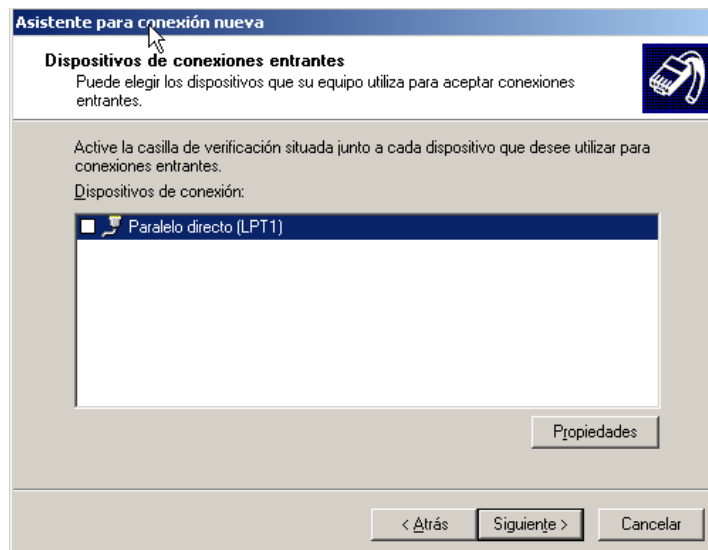 Asistente para conexión nueva
Dispositivos de conexiones entrantes
Puede elegir los dispositivos que su equipo utiliza para aceptar conexiones
entrantes.
Active la casilla de verificación situada junto a cada dispositivo que desee utilizar para
conexiones entrantes.
Dispositivos de conexión:
Paralelo directo (LPT1)
Propiedades
< Atrás
Siguiente >
Cancelar